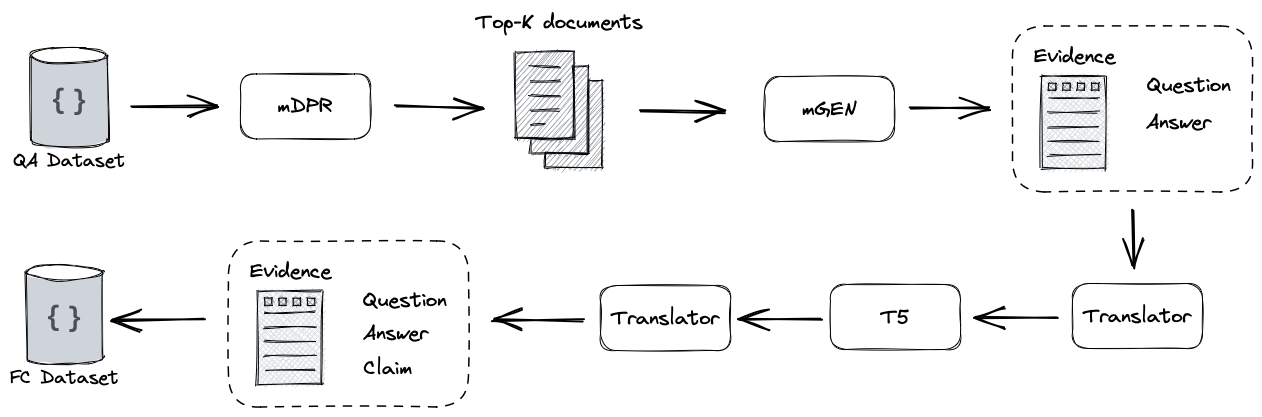 Top-K documents
{ }
QA Dataset
mDPR
mGEN
Evidence
Question
Answer
Translator
T5
Translator
Evidence
Question
Answer
Claim
{ }
FC Dataset